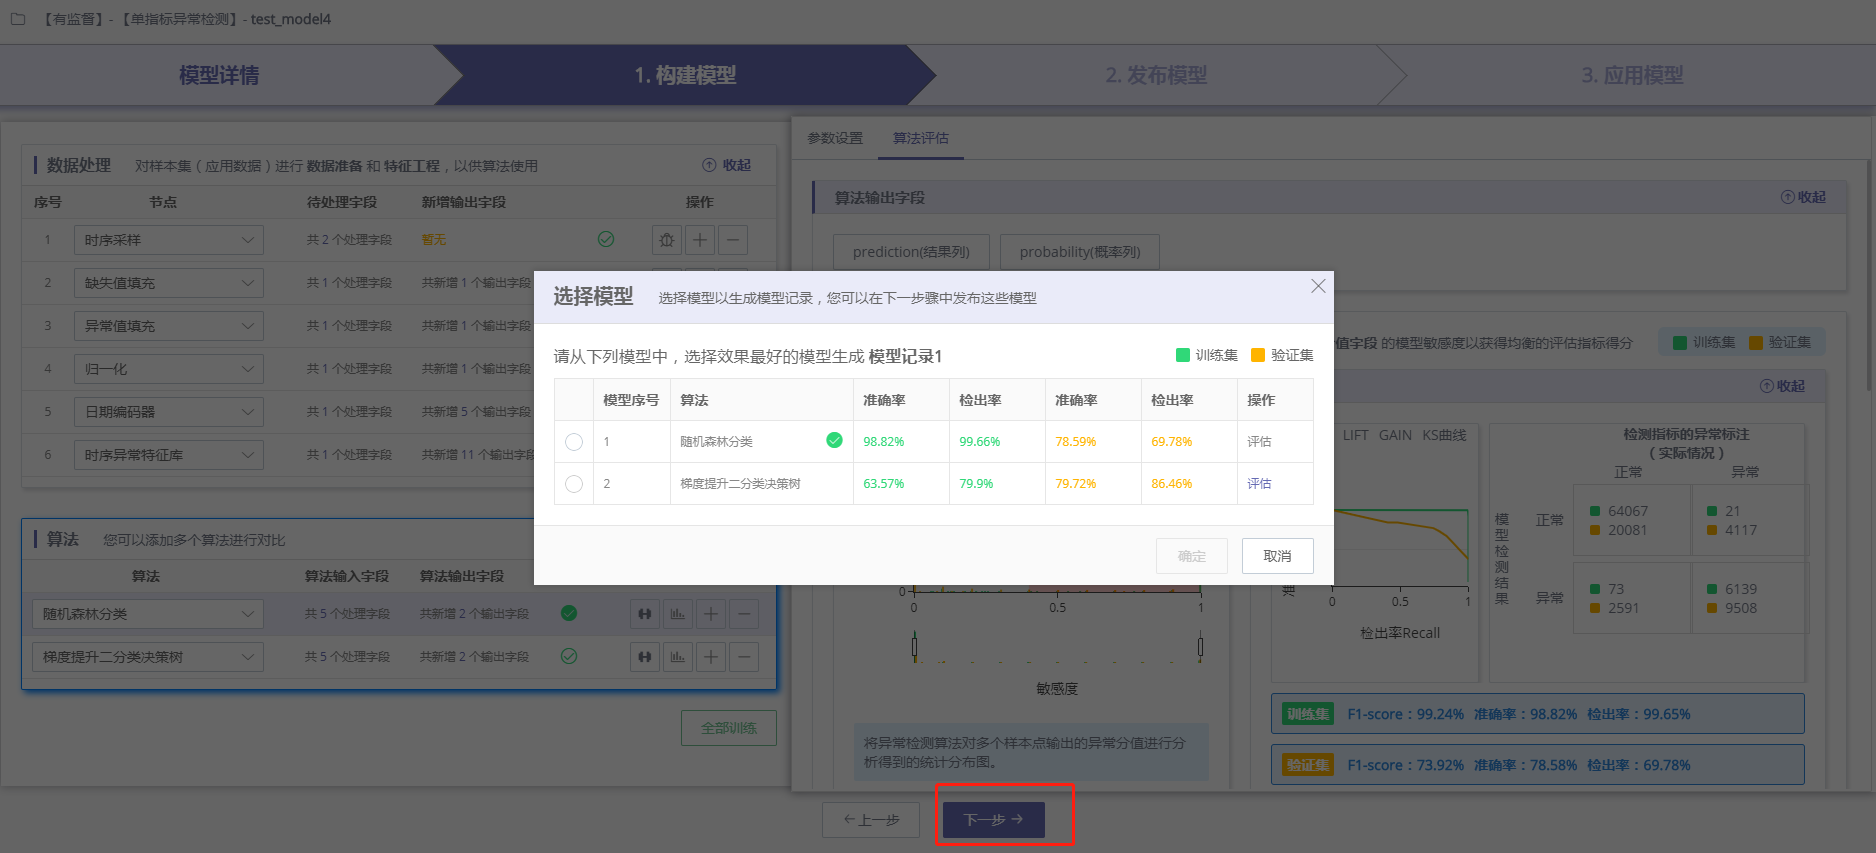 【有监督】-【单指标异常检测】- test_model4
模型详情
1. 构建模型
2. 发布模型
3. 应用模型
数据处理 对样本集（应用数据）进行 数据准备 和 特征工程，以供算法使用 收起
序号 节点 待处理字段 新增输出字段 操作
1 时序采样 共 2 个处理字段 暂无
2 缺失值填充 共 1 个处理字段 共新增 1 个输出字段
3 异常值填充 共 1 个处理字段 共新增 1 个输出字段
4 归一化 共 1 个处理字段 共新增 1 个输出字段
5 日期编码器 共 1 个处理字段 共新增 5 个输出字段
6 时序异常特征库 共 1 个处理字段 共新增 11 个输出字段
算法 您可以添加多个算法进行对比
算法 算法输入字段 算法输出字段
随机森林分类 共 5 个处理字段 共新增 2 个输出字段
梯度提升二分类决策树 共 5 个处理字段 共新增 2 个输出字段
全部训练
参数设置 算法评估
算法输出字段 收起
prediction(结果列) probability(概率列)
选择模型 选择模型以生成模型记录，您可以在下一步骤中发布这些模型
请从下列模型中，选择效果最好的模型生成 模型记录1 训练集 验证集
模型序号 算法 准确率 检出率 准确率 检出率 操作
1 随机森林分类 98.82% 99.66% 78.59% 69.78% 评估
2 梯度提升二分类决策树 63.57% 79.9% 79.72% 86.46% 评估
确定 取消
值字段 的模型敏感度以获得均衡的评估指标得分 训练集 验证集
收起
LIFT GAIN KS曲线
检测指标的异常标注
（实际情况）
正常 异常
模型检测结果
正常
64067 21
20081 4117
异常
73 6139
2591 9508
0
0 0.5 1
敏感度
0 0.5 1
检出率Recall
将异常检测算法对多个样本点输出的异常分值进行分
析得到的统计分布图。
训练集 F1-score：99.24% 准确率：98.82% 检出率：99.65%
验证集 F1-score：73.92% 准确率：78.58% 检出率：69.78%
上一步 下一步